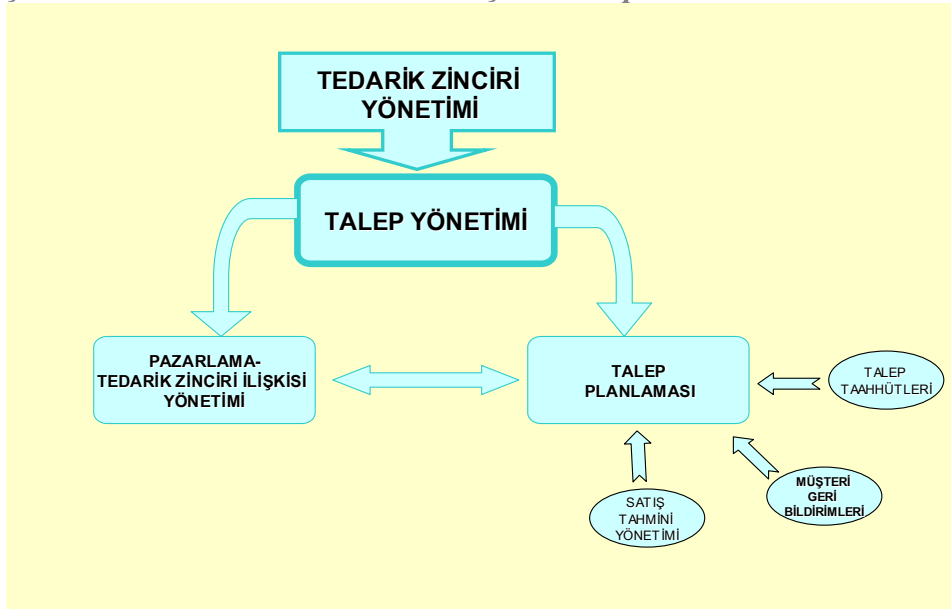 TEDARİK ZİNCİRİ
YÖNETİMİ
TALEP YÖNETİMİ
PAZARLAMA-
TEDARİK ZİNCİRİ İLİŞKİSİ
YÖNETİMİ
TALEP
PLANLAMASI
TALEP
TAAHHÜTLERİ
MÜŞTERİ
GERİ
BİLDİRİMLERİ
SATIŞ
TAHMİNİ
YÖNETİMİ